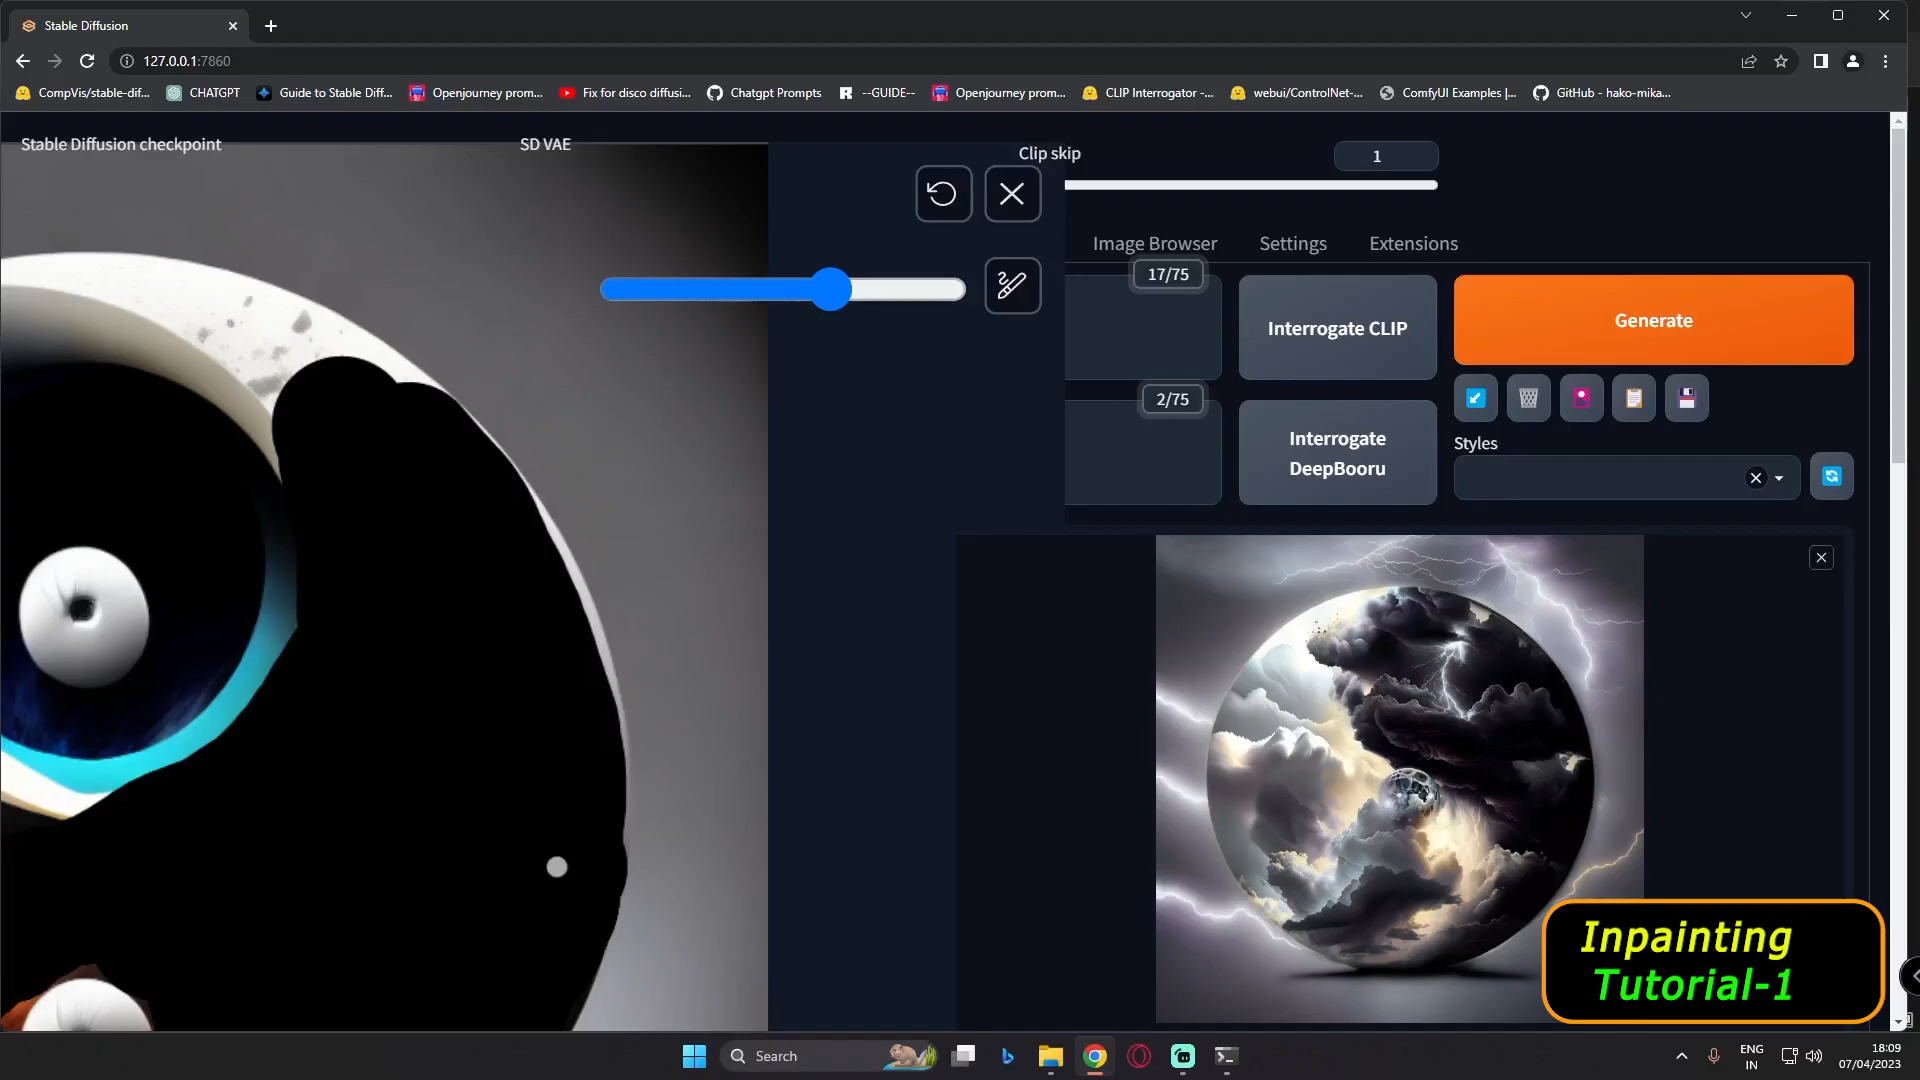 Stable Diffusion
127.0.0.1:7860
CompVis/stable-dif...
CHATGPT
Guide to Stable Diff...
Openjourney prom...
Fix for disco diffusi...
Chatgpt Prompts
--GUIDE--
Openjourney prom...
CLIP Interrogator -...
webui/ControlNet-...
ComfyUI Examples |...
GitHub - hako-mika...
Stable Diffusion checkpoint
SD VAE
Clip skip
1
Image Browser
Settings
Extensions
17/75
Interrogate CLIP
Generate
2/75
Interrogate
DeepBooru
Styles
Inpainting
Tutorial-1
Search
ENG
IN
18:09
07/04/2023